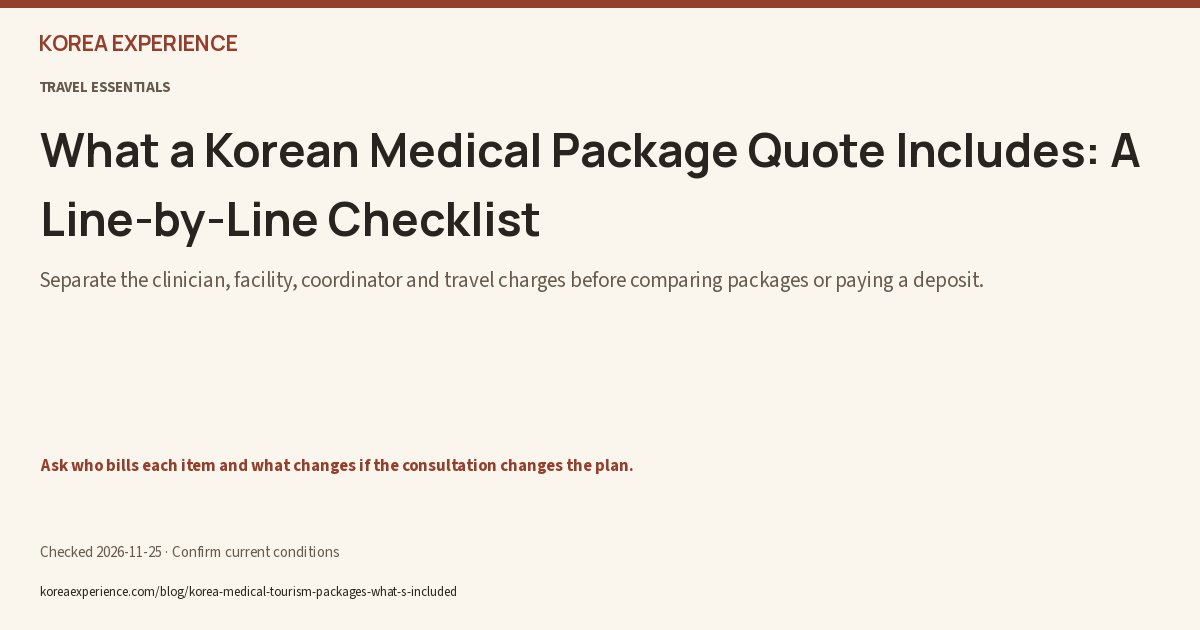 KOREA EXPERIENCE
TRAVEL ESSENTIALS
What a Korean Medical Package Quote Includes: A
Line-by-Line Checklist
Separate the clinician, facility, coordinator and travel charges before comparing packages or paying a deposit.
Ask who bills each item and what changes if the consultation changes the plan.
Checked 2026-11-25 · Confirm current conditions
koreaexperience.com/blog/korea-medical-tourism-packages-what-s-included